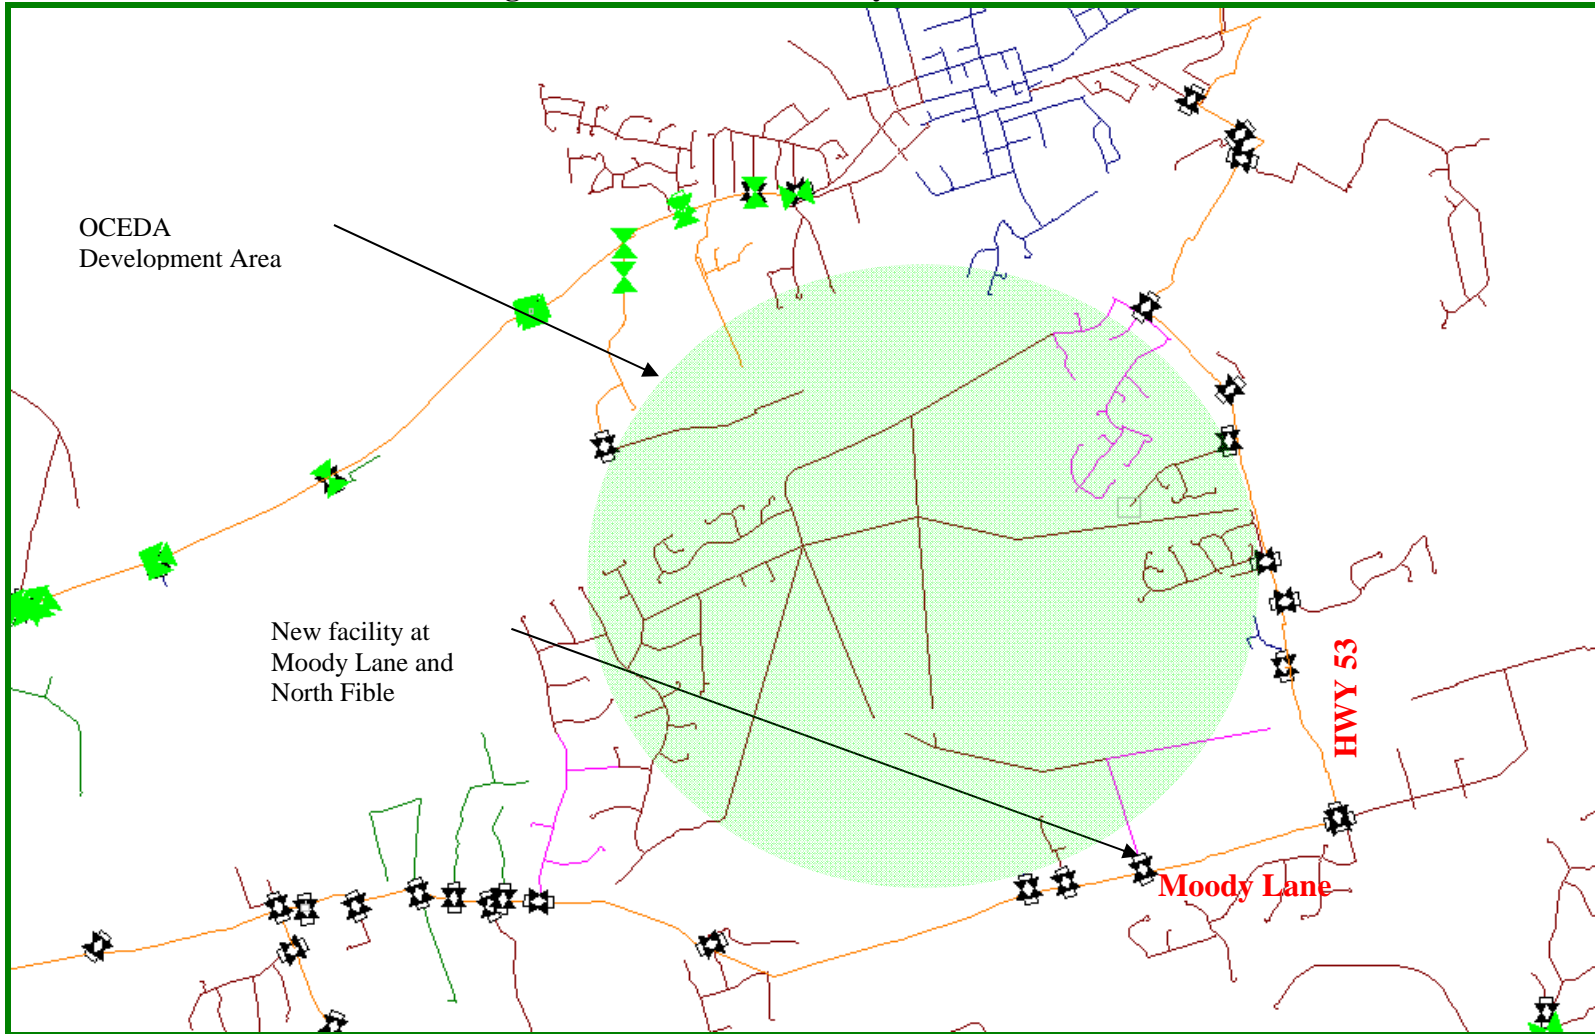 OCEDA
Development Area
New facility at
Moody Lane and
North Fible
HWY 53
Moody Lane